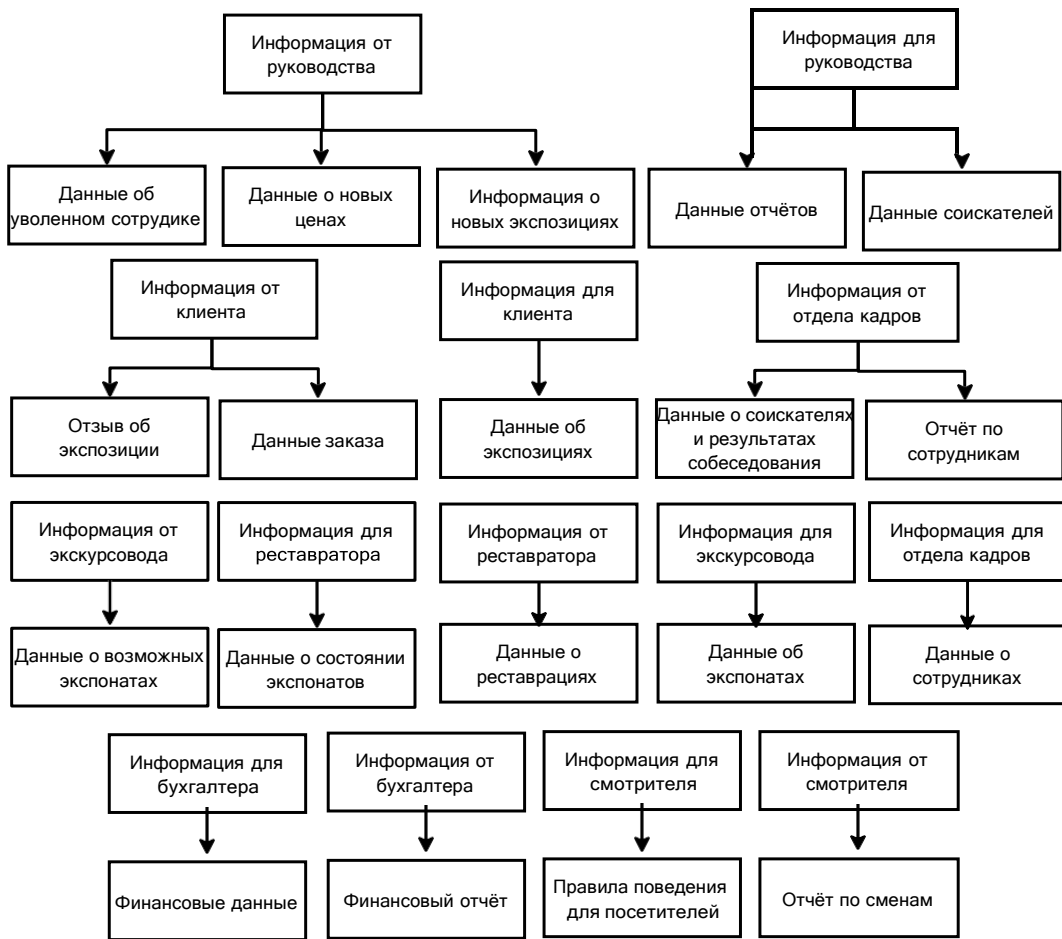 Информация от
руководства
Информация для
руководства
Данные об
уволенном сотрудике
Данные о новых
ценах
Информация о
новых экспозициях
Данные отчётов
Данные соискателей
Информация от
клиента
Информация для
клиента
Информация от
отдела кадров
Отзыв об
экспозиции
Данные заказа
Данные об
экспозициях
Данные о соискателях
и результатах
собеседования
Отчёт по
сотрудникам
Информация от
экскурсовода
Информация для
реставратора
Информация от
реставратора
Информация для
экскурсовода
Информация для
отдела кадров
Данные о возможных
экспонатах
Данные о состоянии
экспонатов
Данные о
реставрациях
Данные об
экспонатах
Данные о
сотрудниках
Информация для
бухгалтера
Информация от
бухгалтера
Информация для
смотрителя
Информация от
смотрителя
Финансовые данные
Финансовый отчёт
Правила поведения
для посетителей
Отчёт по сменам